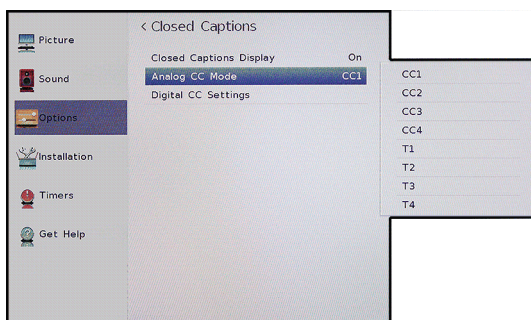 Picture
Sound
Options
Installation
Timers
Get Help
< Closed Captions
Closed Captions Display On
Analog CC Mode CC1
Digital CC Settings
CC1
CC2
CC3
CC4
T1
T2
T3
T4